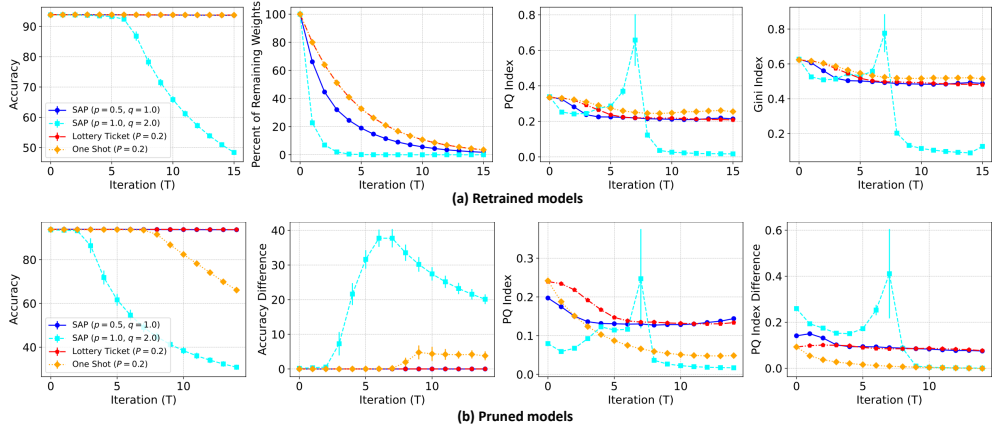 Accuracy
90
80
70
60
50
SAP (p = 0.5, q = 1.0)
SAP (p = 1.0, q = 2.0)
Lottery Ticket (P = 0.2)
One Shot (P = 0.2)
0 5 10 15
Iteration (T)
Percent of Remaining Weights
100
80
60
40
20
0
0 5 10 15
Iteration (T)
PQ Index
0.8
0.6
0.4
0.2
0.0
0 5 10 15
Iteration (T)
Gini Index
0.8
0.6
0.4
0.2
0 5 10 15
Iteration (T)
(a) Retrained models
Accuracy
80
60
40
SAP (p = 0.5, q = 1.0)
SAP (p = 1.0, q = 2.0)
Lottery Ticket (P = 0.2)
One Shot (P = 0.2)
0 5 10
Iteration (T)
Accuracy Difference
40
30
20
10
0
0 5 10
Iteration (T)
PQ Index
0.3
0.2
0.1
0.0
0 5 10
Iteration (T)
PQ Index Difference
0.6
0.4
0.2
0.0
0 5 10
Iteration (T)
(b) Pruned models